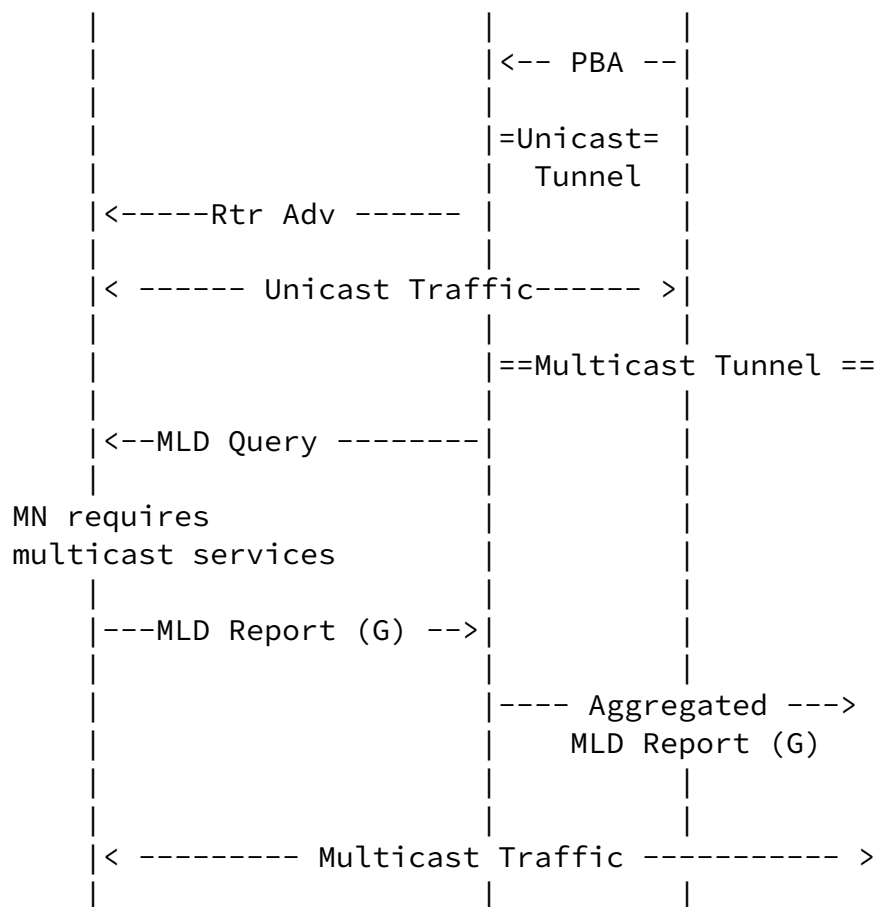 |<-- PBA --|
|=Unicast=
Tunnel |
|<-----Rtr Adv ------ |
|< ------ Unicast Traffic------ >|
|==Multicast Tunnel ==
|<--MLD Query --------|
MN requires
multicast services
|---MLD Report (G) -->|
|---- Aggregated --->
MLD Report (G)
|< --------- Multicast Traffic ----------- >